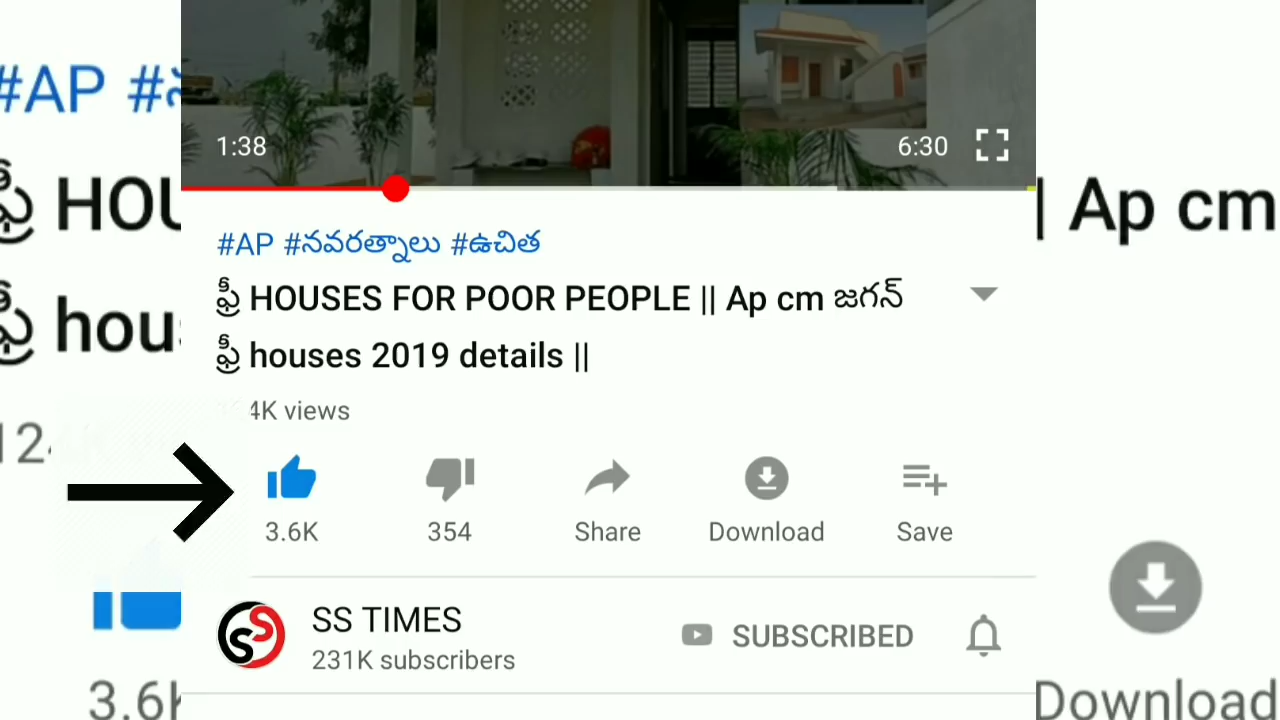 1:38
6:30
#AP #నవరత్నాలు #ఉచిత
ఫ్రీ HOUSES FOR POOR PEOPLE || Ap cm జగన్
ఫ్రీ houses 2019 details ||
4K views
3.6K
354
Share
Download
Save
SS TIMES
231K subscribers
SUBSCRIBED
#AP
ఫ్రీ HOU
|| Ap cm
ఫ్రీ hous
3.6K
Download